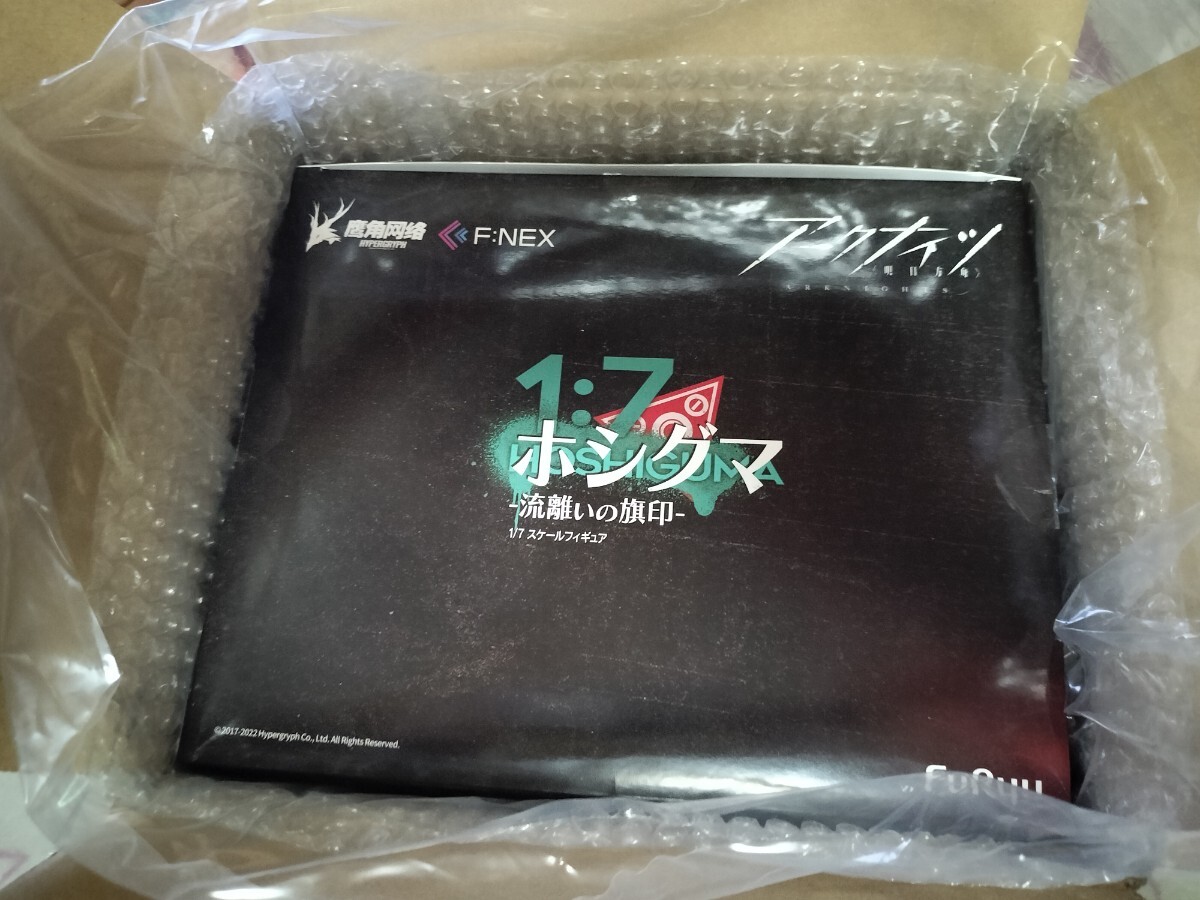 鹰角网络
HYPERGRYPH
F:NEX
アークナイツ
《明日方舟》
ARKNIGHTS
1:7
HOSHIGUMA
ホシグマ
-流離いの旗印-
1/7 スケールフィギュア
©2017-2022 Hypergryph Co., Ltd. All Rights Reserved.
FuRyu